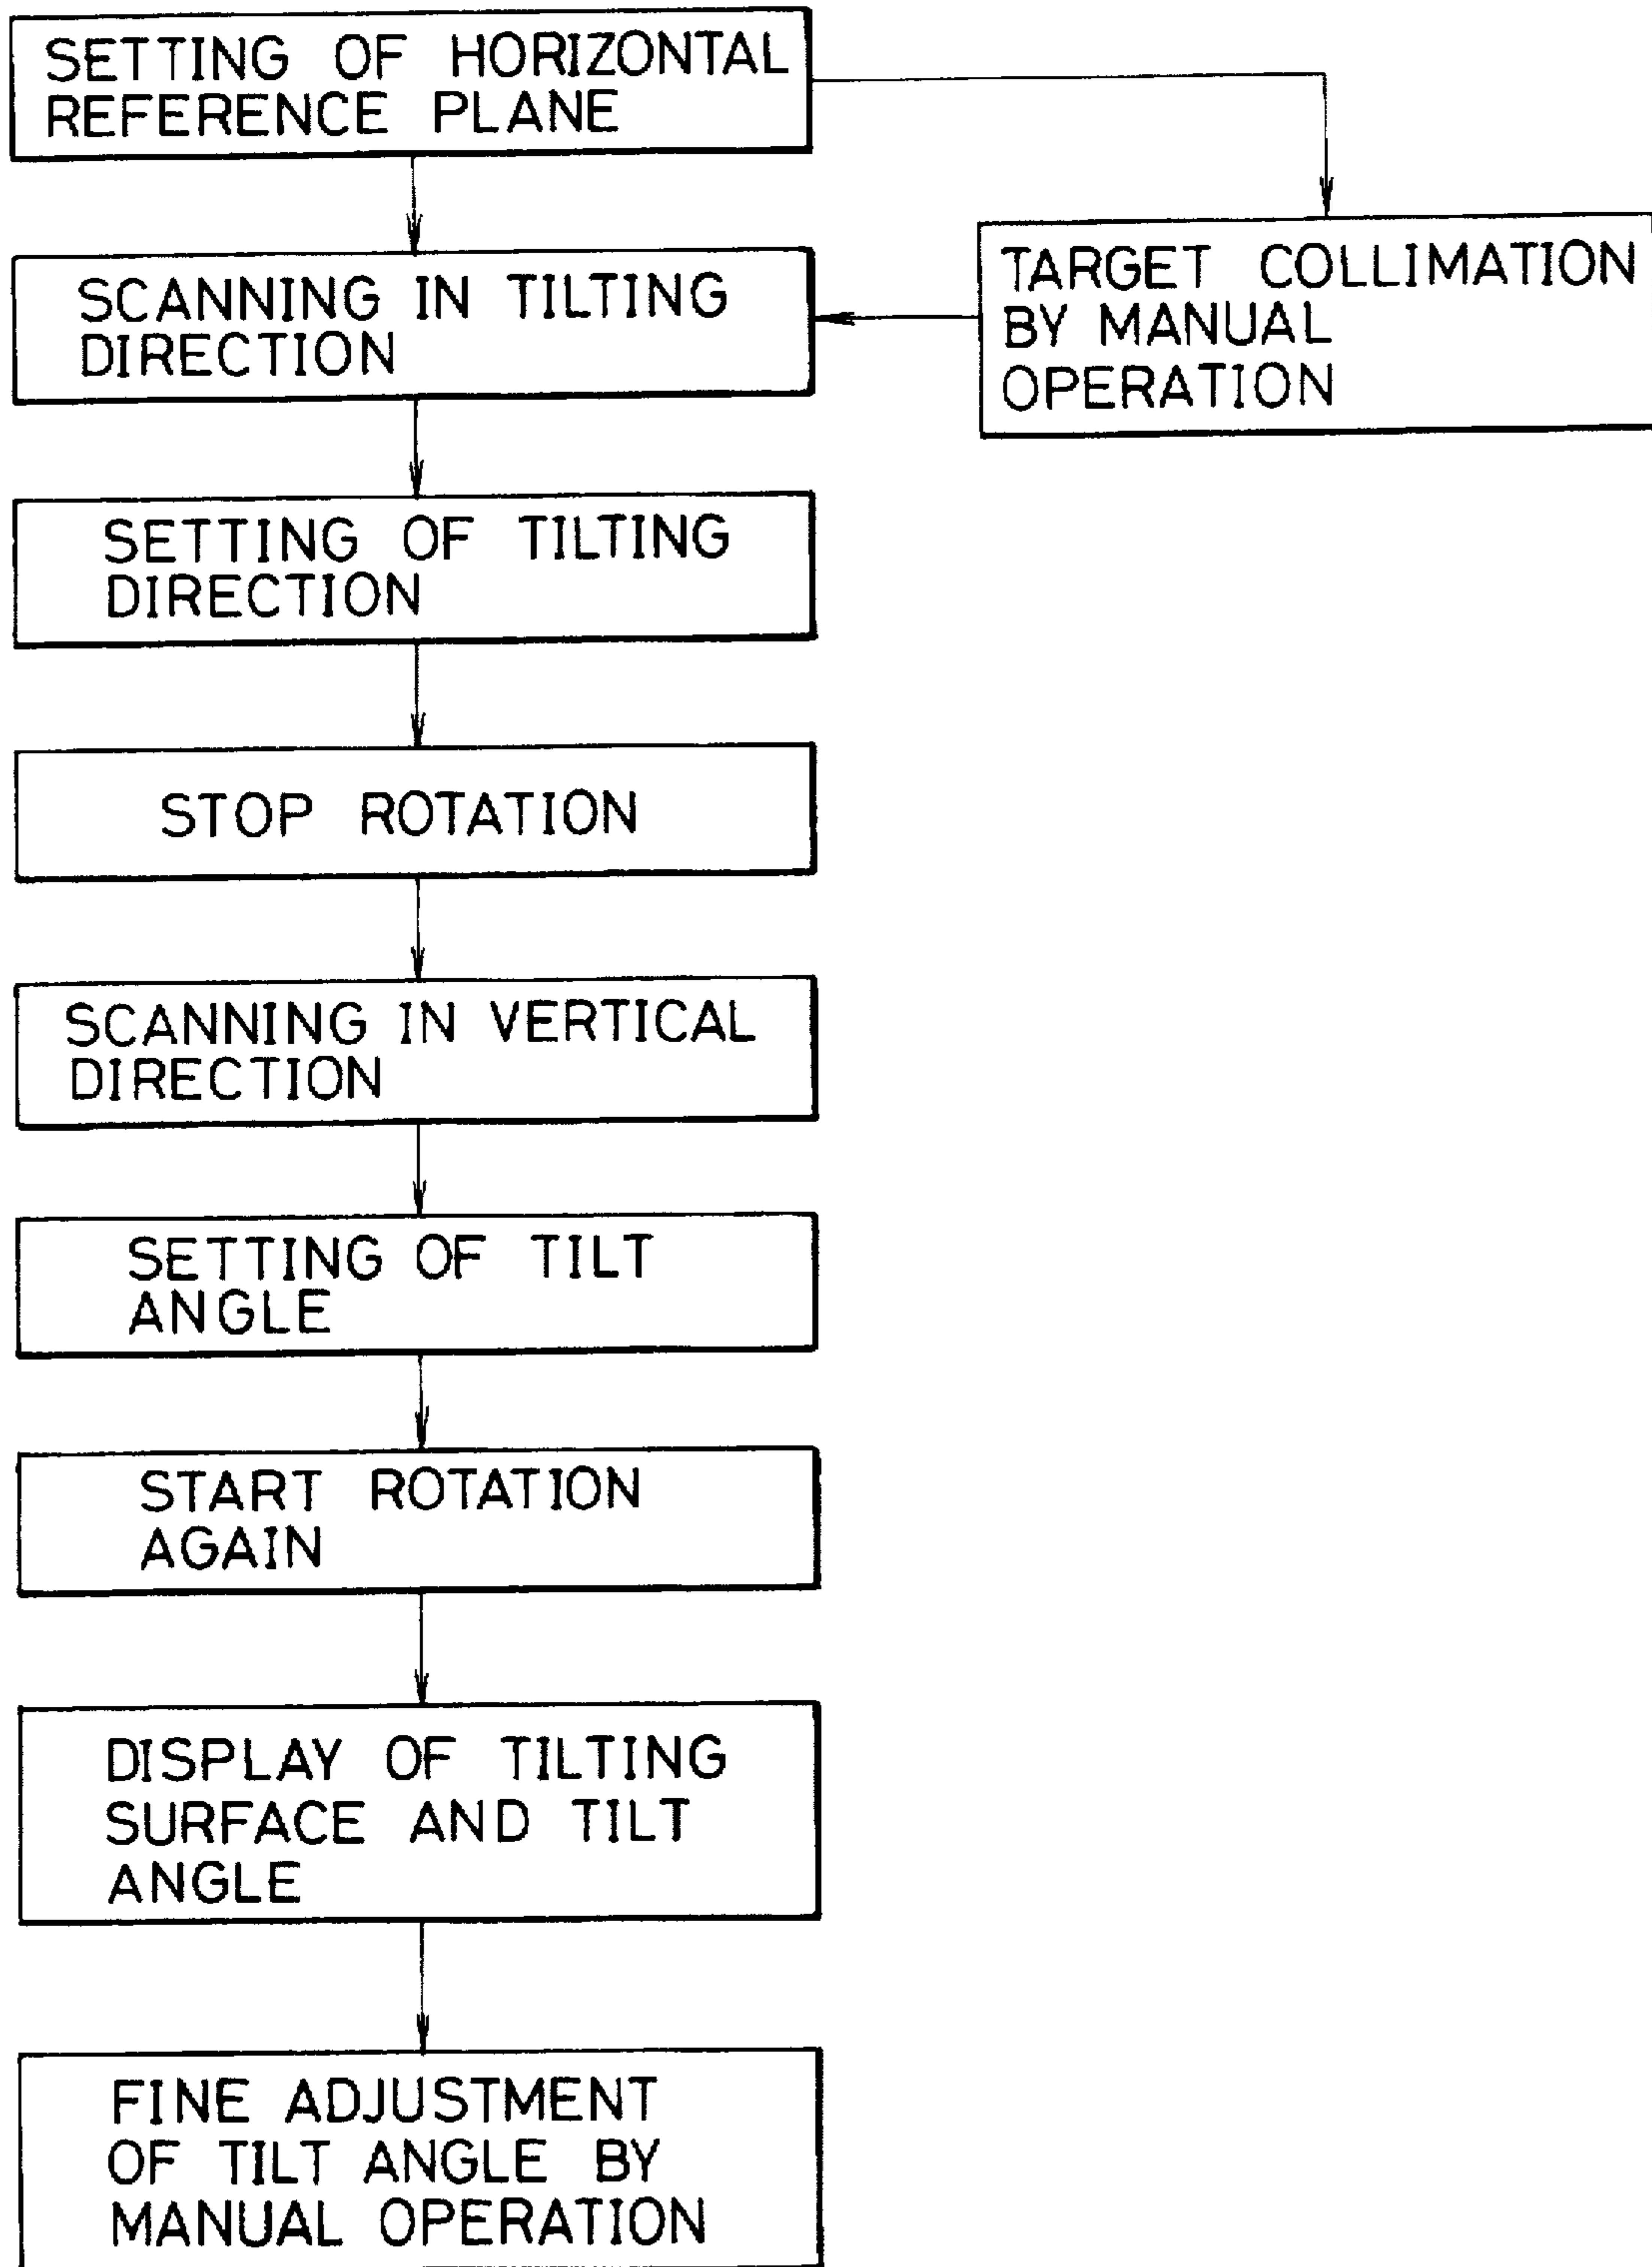 SETTING OF HORIZONTAL
REFERENCE PLANE
TARGET COLLIMATION
BY MANUAL
OPERATION
SCANNING IN TILTING
DIRECTION
SETTING OF TILTING
DIRECTION
STOP ROTATION
SCANNING IN VERTICAL
DIRECTION
SETTING OF TILT
ANGLE
START ROTATION
AGAIN
DISPLAY OF TILTING
SURFACE AND TILT
ANGLE
FINE ADJUSTMENT
OF TILT ANGLE BY
MANUAL OPERATION